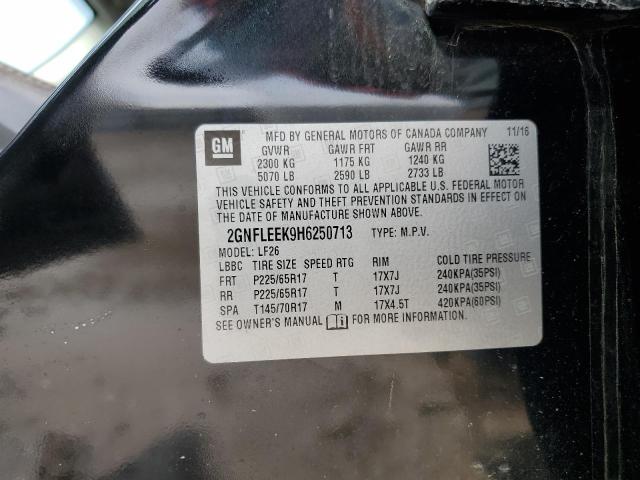 GM
MFD BY GENERAL MOTORS OF CANADA COMPANY 11/16
GVWR GAWR FRT GAWR RR
2300 KG 1175 KG 1240 KG
5070 LB 2590 LB 2733 LB
THIS VEHICLE CONFORMS TO ALL APPLICABLE U.S. FEDERAL MOTOR
VEHICLE SAFETY AND THEFT PREVENTION STANDARDS IN EFFECT ON
THE DATE OF MANUFACTURE SHOWN ABOVE.
2GNFLEEK9H6250713 TYPE: M.P.V.
MODEL: LF26
LBBC TIRE SIZE SPEED RTG RIM COLD TIRE PRESSURE
FRT P225/65R17 T 17X7J 240KPA(35PSI)
RR P225/65R17 T 17X7J 240KPA(35PSI)
SPA T145/70R17 M 17X4.5T 420KPA(60PSI)
SEE OWNER'S MANUAL FOR MORE INFORMATION.